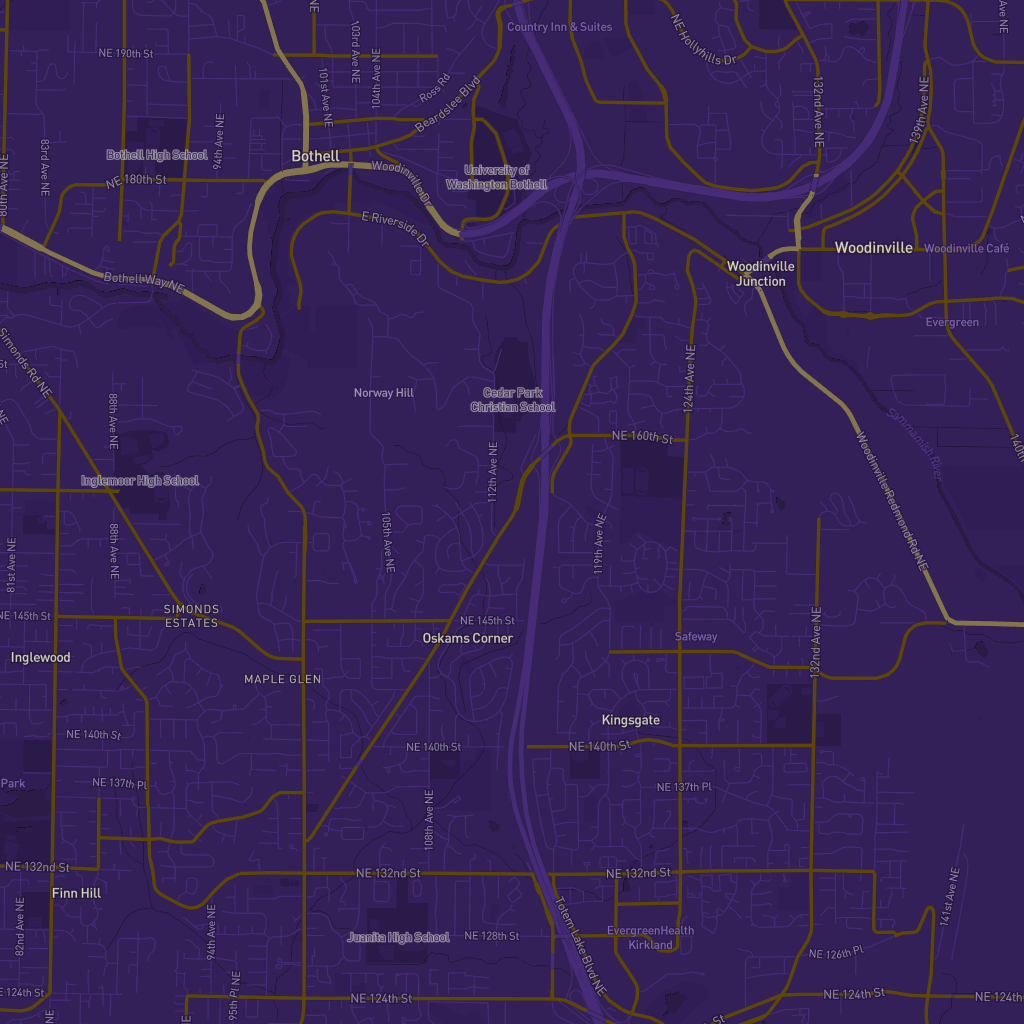 Country Inn & Suites
NE Hollyhills Dr
NE 190th St
103rd Ave NE
104th Ave NE
101st Ave NE
Ross Rd
Beardslee Blvd
132nd Ave NE
139th Ave NE
94th Ave NE
83rd Ave NE
80th Ave NE
Bothell High School
Bothell
NE 180th St
Woodinville Dr
University of
Washington Bothell
E Riverside Dr
Woodinville
Woodinville Café
Woodinville
Junction
Bothell Way NE
Evergreen
Simonds Rd NE
Norway Hill
Cedar Park
Christian School
124th Ave NE
88th Ave NE
NE 160th St
Sammamish River
140th
112th Ave NE
Inglemoor High School
Woodinville-Redmond Rd NE
88th Ave NE
105th Ave NE
119th Ave NE
81st Ave NE
NE 145th St
SIMONDS
ESTATES
NE 145th St
Oskams Corner
Safeway
132nd Ave NE
Inglewood
MAPLE GLEN
Kingsgate
NE 140th St
NE 140th St
NE 140th St
Park
NE 137th Pl
NE 137th Pl
108th Ave NE
NE 132nd St
NE 132nd St
NE 132nd St
Finn Hill
141st Ave NE
82nd Ave NE
94th Ave NE
Totem Lake Blvd NE
Juanita High School
NE 128th St
EvergreenHealth
Kirkland
NE 126th Pl
95th Pl NE
E 124th St
NE 124th St
NE 124th St
NE 124th
St